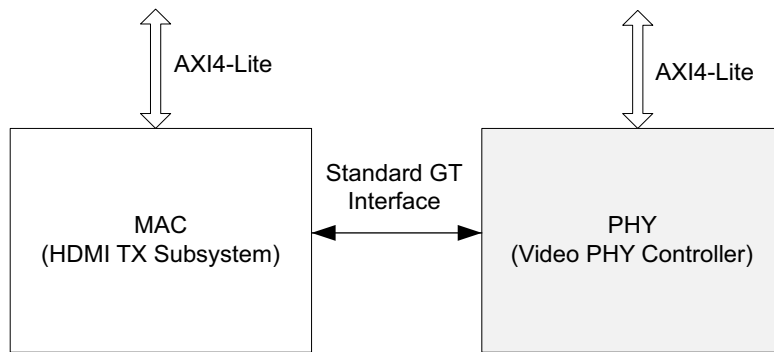 AXI4-Lite
AXI4-Lite
Standard GT
Interface
MAC
(HDMI TX Subsystem)
PHY
(Video PHY Controller)